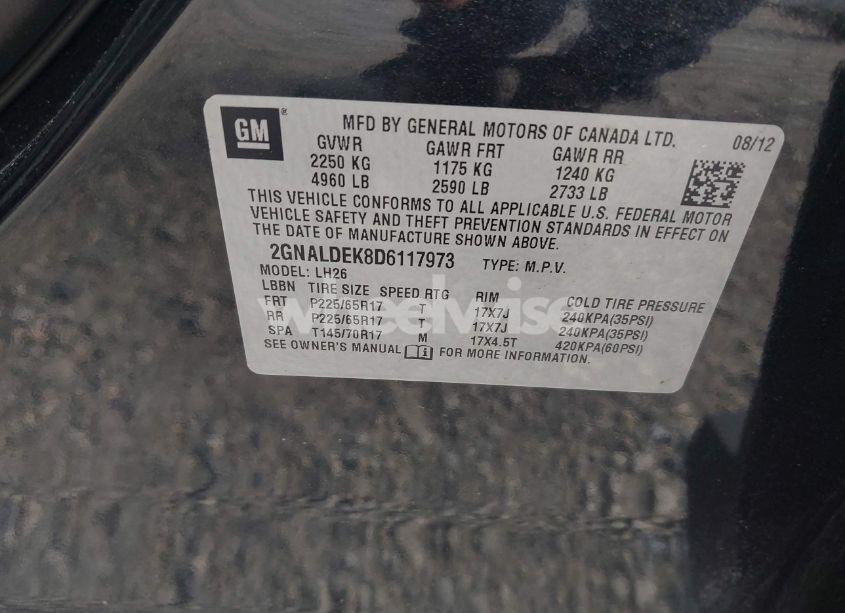 GM ® MFD BY GENERAL MOTORS OF CANADA LTD. 08/12
GVWR GAWR FRT GAWR RR
2250 KG 1175 KG 1240 KG
4960 LB 2590 LB 2733 LB
THIS VEHICLE CONFORMS TO ALL APPLICABLE U.S. FEDERAL MOTOR
VEHICLE SAFETY AND THEFT PREVENTION STANDARDS IN EFFECT ON
THE DATE OF MANUFACTURE SHOWN ABOVE.
2GNALDEK8D6117973 TYPE: M.P.V.
MODEL: LH26
LBBN TIRE SIZE SPEED RTG RIM COLD TIRE PRESSURE
FRT P225/65R17 T 17X7J 240KPA(35PSI)
RR P225/65R17 T 17X7J 240KPA(35PSI)
SPA T145/70R17 M 17X4.5T 420KPA(60PSI)
SEE OWNER'S MANUAL FOR MORE INFORMATION.
wheelwise